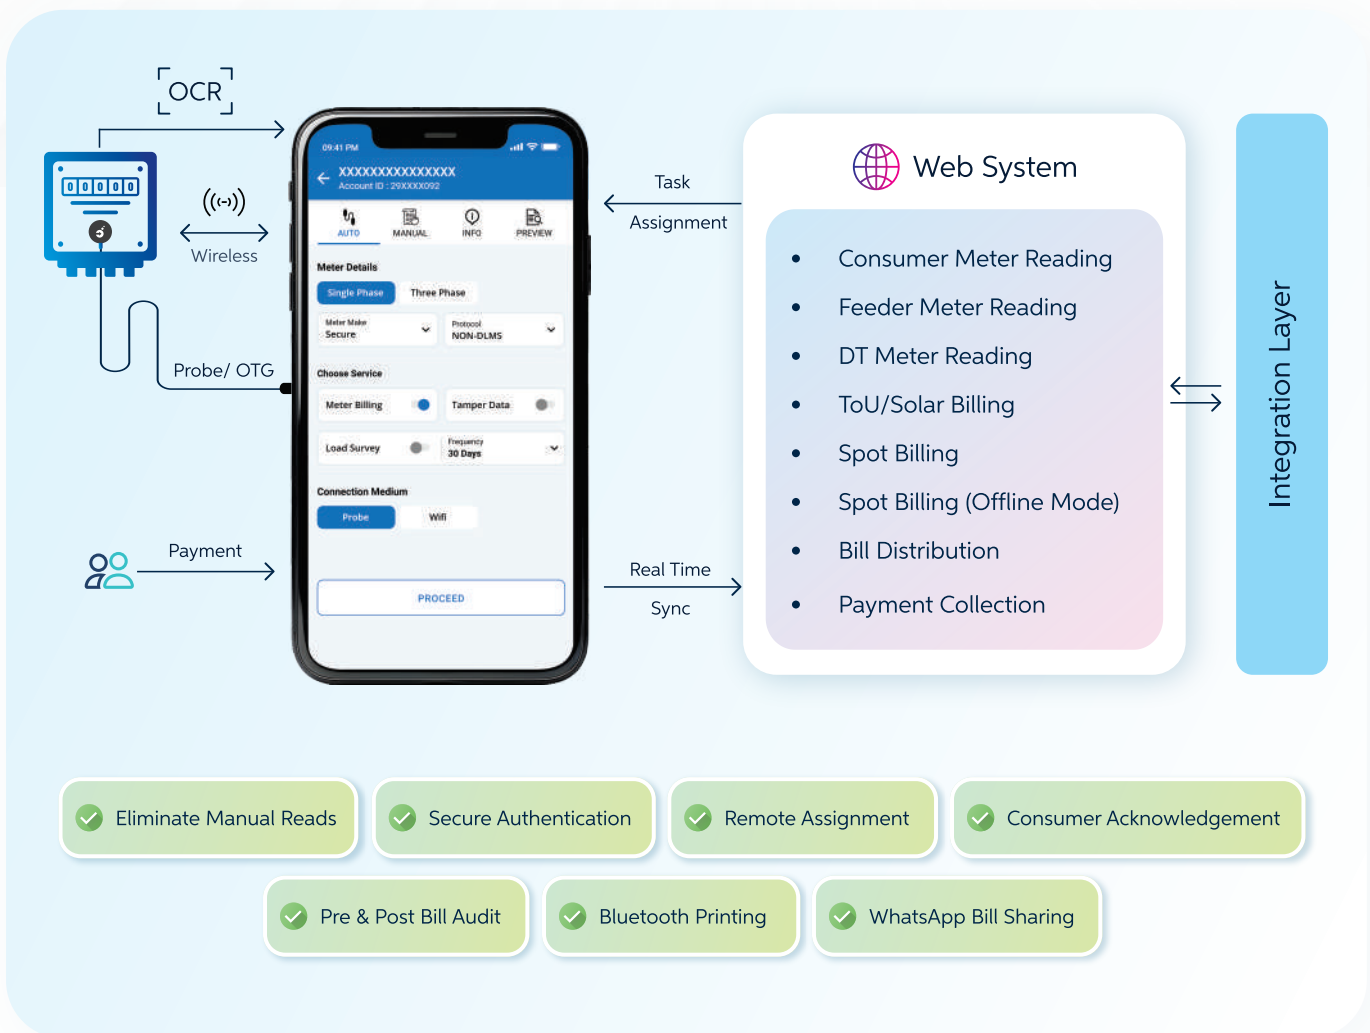 OCR
Wireless
Probe/ OTG
Payment
09:41 PM
XXXXXXXXXXXXXXX
Account ID : 29XXXX092
AUTO
MANUAL
INFO
PREVIEW
Meter Details
Single Phase
Three Phase
Meter Make
Secure
Protocol
NON-DLMS
Choose Service
Meter Billing
Tamper Data
Load Survey
Frequency
30 Days
Connection Medium
Probe
Wifi
PROCEED
Task
Assignment
Real Time
Sync
Web System
• Consumer Meter Reading
• Feeder Meter Reading
• DT Meter Reading
• ToU/Solar Billing
• Spot Billing
• Spot Billing (Offline Mode)
• Bill Distribution
• Payment Collection
Integration Layer
Eliminate Manual Reads
Secure Authentication
Remote Assignment
Consumer Acknowledgement
Pre & Post Bill Audit
Bluetooth Printing
WhatsApp Bill Sharing
00000